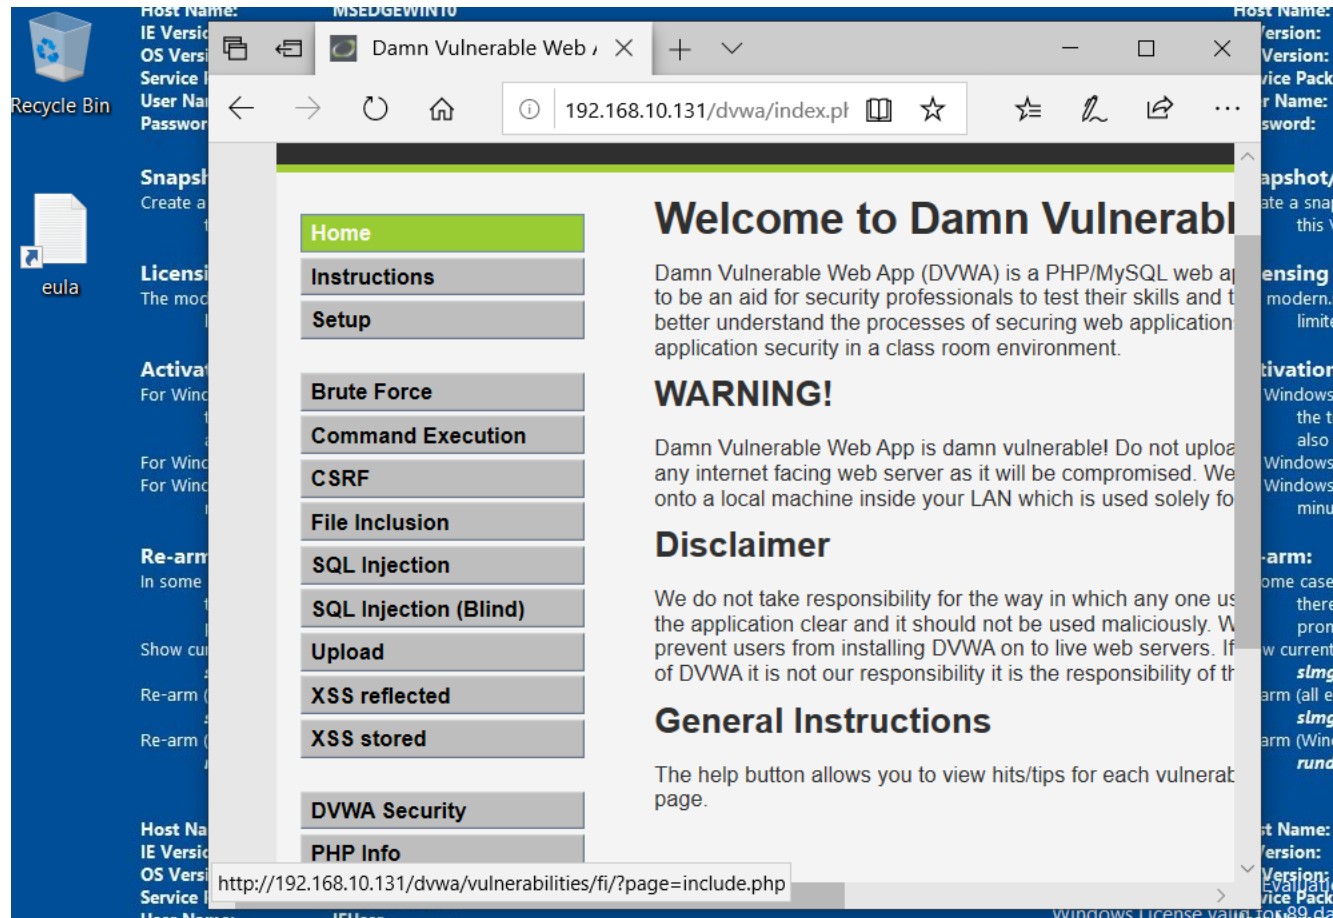 Host Name: MSEDGEWIN10
Host Name:
IE Versic
OS Versi
Service
User Nar
Passwor
Recycle Bin
eula
Snapsh
Create a
Licensi
The mod
Activat
For Winc
For Winc
For Winc
Re-arm
In some
Show cur
Re-arm (
Re-arm (
Host Na
IE Versic
OS Versi
Service
Damn Vulnerable Web
192.168.10.131/dvwa/index.ph
Home
Instructions
Setup
Brute Force
Command Execution
CSRF
File Inclusion
SQL Injection
SQL Injection (Blind)
Upload
XSS reflected
XSS stored
DVWA Security
PHP Info
Welcome to Damn Vulnerabl
Damn Vulnerable Web App (DVWA) is a PHP/MySQL web ap
to be an aid for security professionals to test their skills and t
better understand the processes of securing web application
application security in a class room environment.
WARNING!
Damn Vulnerable Web App is damn vulnerable! Do not uploa
any internet facing web server as it will be compromised. We
onto a local machine inside your LAN which is used solely fo
Disclaimer
We do not take responsibility for the way in which any one us
the application clear and it should not be used maliciously. W
prevent users from installing DVWA on to live web servers. If
of DVWA it is not our responsibility it is the responsibility of th
General Instructions
The help button allows you to view hits/tips for each vulnerab
page.
http://192.168.10.131/dvwa/vulnerabilities/fi/?page=include.php
ersion:
Version:
vice Pack
r Name:
sword:
apshot/
ate a snap
this V
ensing
modern.
limite
tivation
Windows
the t
also
Windows
Windows
minu
-arm:
ome case
there
prom
w current
slmg
arm (all e
slmg
arm (Wind
rund
st Name:
ersion:
Version:
vice Pack
Windows License valid for 89 da